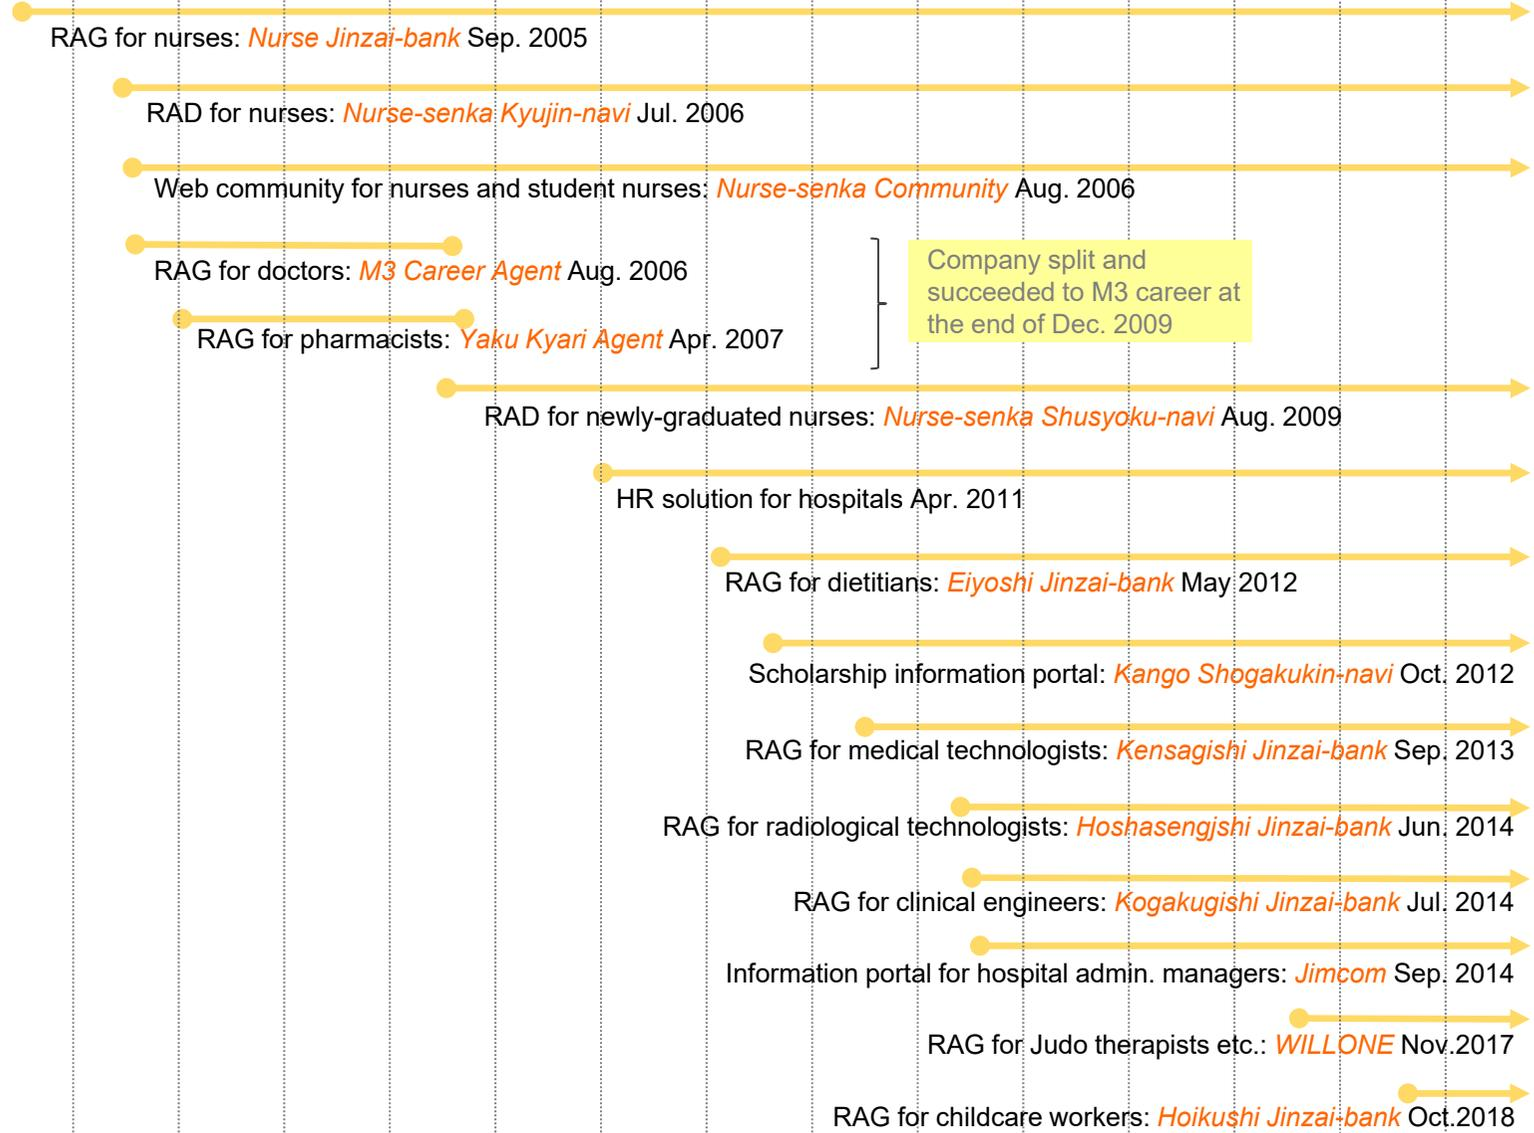 RAG for nurses: Nurse Jinzai-bank Sep. 2005
RAD for nurses: Nurse-senka Kyujin-navi Jul. 2006
Web community for nurses and student nurses: Nurse-senka Community Aug. 2006
RAG for doctors: M3 Career Agent Aug. 2006
RAG for pharmacists: Yaku Kyari Agent Apr. 2007
Company split and
succeeded to M3 career at
the end of Dec. 2009
RAD for newly-graduated nurses: Nurse-senka Shusyoku-navi Aug. 2009
HR solution for hospitals Apr. 2011
RAG for dietitians: Eiyoshi Jinzai-bank May 2012
Scholarship information portal: Kango Shogakukin-navi Oct. 2012
RAG for medical technologists: Kensagishi Jinzai-bank Sep. 2013
RAG for radiological technologists: Hoshasengjshi Jinzai-bank Jun. 2014
RAG for clinical engineers: Kogakugishi Jinzai-bank Jul. 2014
Information portal for hospital admin. managers: Jimcom Sep. 2014
RAG for Judo therapists etc.: WILLONE Nov.2017
RAG for childcare workers: Hoikushi Jinzai-bank Oct.2018